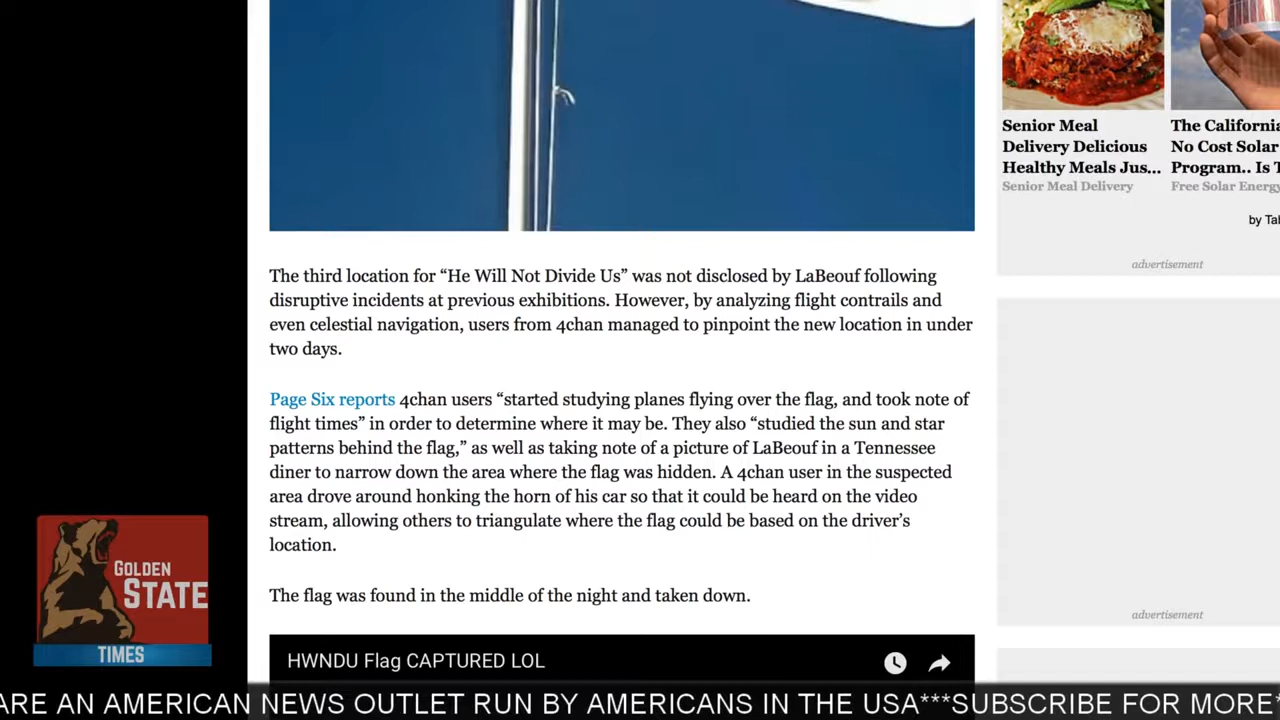 Senior Meal
Delivery Delicious
Healthy Meals Jus...
Senior Meal Delivery
The California
No Cost Solar
Program.. Is T
Free Solar Energy
by Tab
advertisement
The third location for “He Will Not Divide Us” was not disclosed by LaBeouf following
disruptive incidents at previous exhibitions. However, by analyzing flight contrails and
even celestial navigation, users from 4chan managed to pinpoint the new location in under
two days.
Page Six reports 4chan users “started studying planes flying over the flag, and took note of
flight times” in order to determine where it may be. They also “studied the sun and star
patterns behind the flag,” as well as taking note of a picture of LaBeouf in a Tennessee
diner to narrow down the area where the flag was hidden. A 4chan user in the suspected
area drove around honking the horn of his car so that it could be heard on the video
stream, allowing others to triangulate where the flag could be based on the driver's
location.
The flag was found in the middle of the night and taken down.
advertisement
HWNDU Flag CAPTURED LOL
GOLDEN
STATE
TIMES
ARE AN AMERICAN NEWS OUTLET RUN BY AMERICANS IN THE USA***SUBSCRIBE FOR MORE*